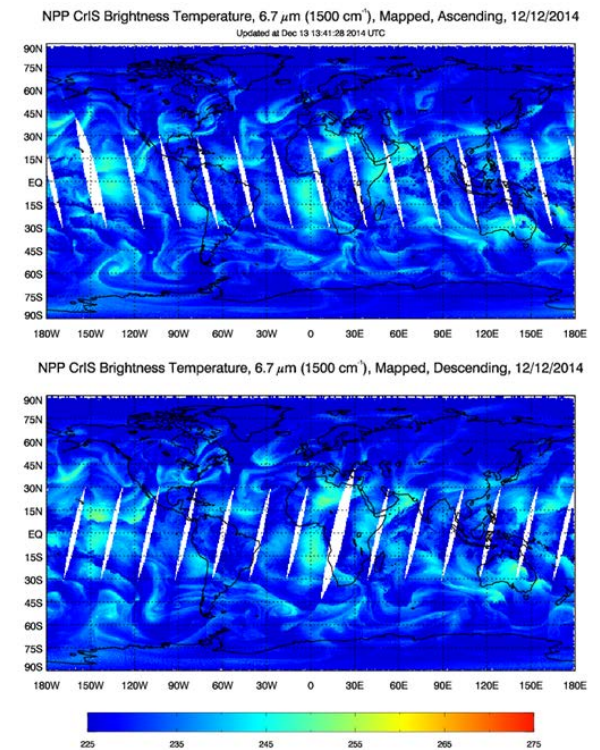 NPP CrIS Brightness Temperature, 6.7 μm (1500 cm⁻¹), Mapped, Ascending, 12/12/2014
Updated at Dec 13 13:41:28 2014 UTC
90N
75N
60N
45N
30N
15N
EQ
15S
30S
45S
60S
75S
90S
180W 150W 120W 90W 60W 30W 0 30E 60E 90E 120E 150E 180E
NPP CrIS Brightness Temperature, 6.7 μm (1500 cm⁻¹), Mapped, Descending, 12/12/2014
90N
75N
60N
45N
30N
15N
EQ
15S
30S
45S
60S
75S
90S
180W 150W 120W 90W 60W 30W 0 30E 60E 90E 120E 150E 180E
225 235 245 255 265 275